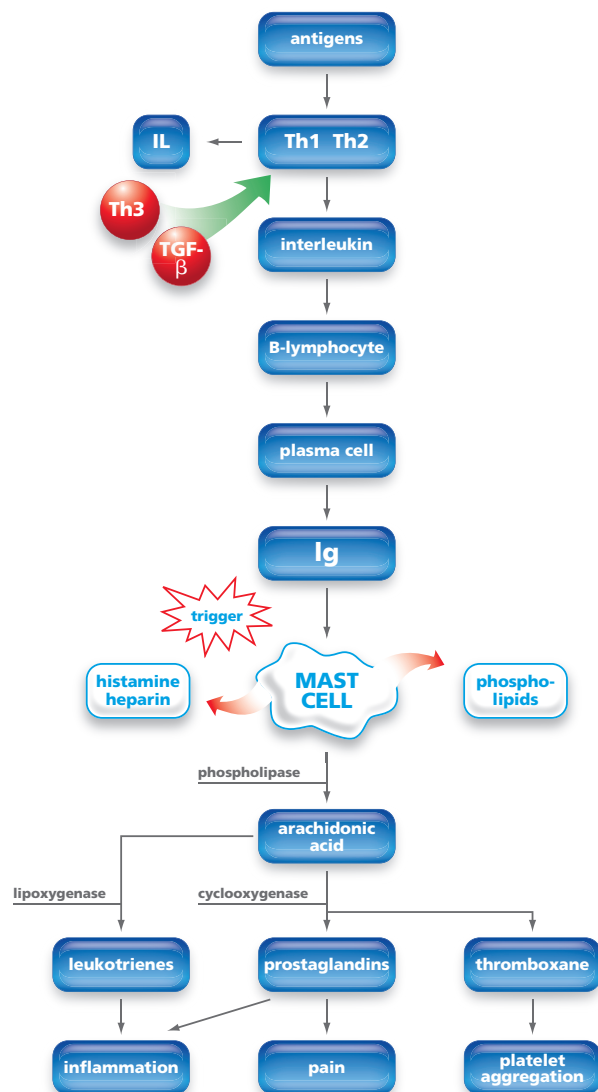 antigens
IL
Th1 Th2
Th3
TGF-
β
interleukin
B-lymphocyte
plasma cell
Ig
trigger
histamine
heparin
MAST
CELL
phospho-
lipids
phospholipase
arachidonic
acid
lipoxygenase
cyclooxygenase
leukotrienes
prostaglandins
thromboxane
inflammation
pain
platelet
aggregation